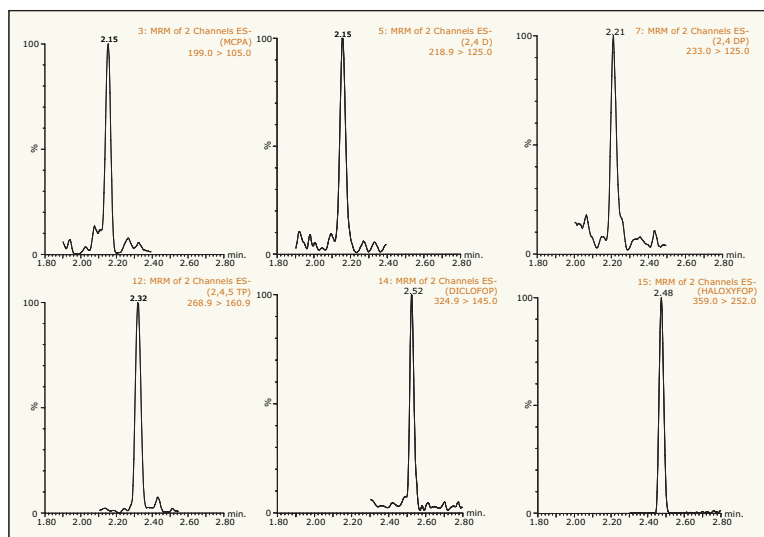 3: MRM of 2 Channels ES-
(MCPA)
199.0 > 105.0
2.15
100
%
0
1.80 2.00 2.20 2.40 2.60 2.80
min.
5: MRM of 2 Channels ES-
(2,4 D)
218.9 > 125.0
2.15
100
%
0
1.80 2.00 2.20 2.40 2.60 2.80
min.
7: MRM of 2 Channels ES-
(2,4 DP)
233.0 > 125.0
2.21
100
%
0
1.80 2.00 2.20 2.40 2.60 2.80
min.
12: MRM of 2 Channels ES-
(2,4,5 TP)
268.9 > 160.9
2.32
100
%
0
1.80 2.00 2.20 2.40 2.60 2.80
min.
14: MRM of 2 Channels ES-
(DICLOFOP)
324.9 > 145.0
2.52
100
%
0
1.80 2.00 2.20 2.40 2.60 2.80
min.
15: MRM of 2 Channels ES-
(HALOXYFOP)
359.0 > 252.0
2.48
100
%
0
1.80 2.00 2.20 2.40 2.60 2.80
min.